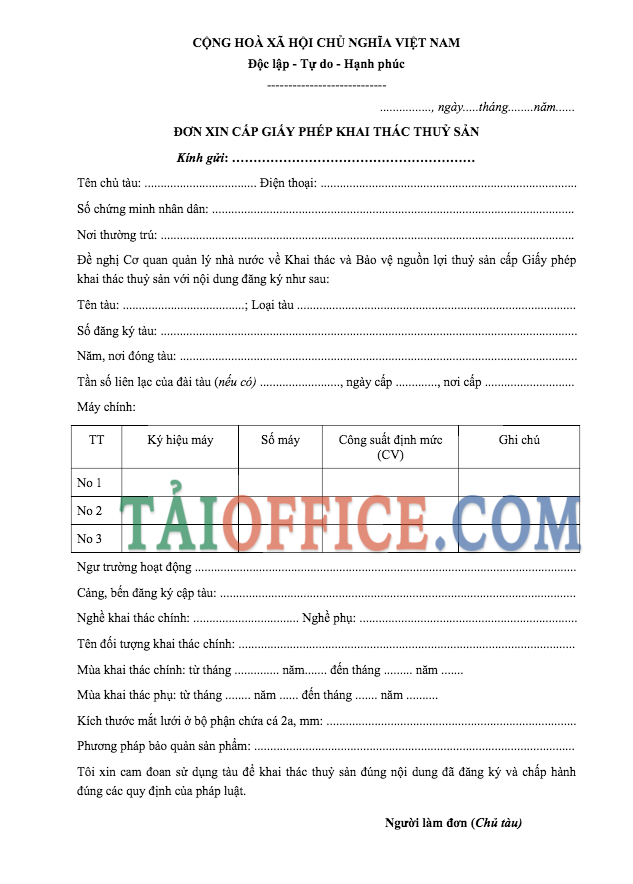 CỘNG HOÀ XÃ HỘI CHỦ NGHĨA VIỆT NAM
Độc lập - Tự do - Hạnh phúc
----------------------------
................, ngày.....tháng........năm......
ĐƠN XIN CẤP GIẤY PHÉP KHAI THÁC THUỶ SẢN
Kính gửi: …………………………………………………
Tên chủ tàu: .................................. Điện thoại: ..............................................................................
Số chứng minh nhân dân: ..............................................................................................................
Nơi thường trú: ..............................................................................................................................
Đề nghị Cơ quan quản lý nhà nước về Khai thác và Bảo vệ nguồn lợi thuỷ sản cấp Giấy phép
khai thác thuỷ sản với nội dung đăng ký như sau:
Tên tàu: .....................................; Loại tàu .....................................................................................
Số đăng ký tàu: ..............................................................................................................................
Năm, nơi đóng tàu: .........................................................................................................................
Tần số liên lạc của đài tàu (nếu có) ........................., ngày cấp ............., nơi cấp ...........................
Máy chính:
TT Ký hiệu máy Số máy Công suất định mức Ghi chú
(CV)
No 1
No 2
No 3
TẢIOFFICE.COM
Ngư trường hoạt động ....................................................................................................................
Cảng, bến đăng ký cập tàu: ............................................................................................................
Nghề khai thác chính: ................................ Nghề phụ: ..................................................................
Tên đối tượng khai thác chính: ......................................................................................................
Mùa khai thác chính: từ tháng .............. năm....... đến tháng ......... năm .......
Mùa khai thác phụ: từ tháng ........ năm ...... đến tháng ....... năm ..........
Kích thước mắt lưới ở bộ phận chứa cá 2a, mm: ...........................................................................
Phương pháp bảo quản sản phẩm: .................................................................................................
Tôi xin cam đoan sử dụng tàu để khai thác thuỷ sản đúng nội dung đã đăng ký và chấp hành
đúng các quy định của pháp luật.
Người làm đơn (Chủ tàu)